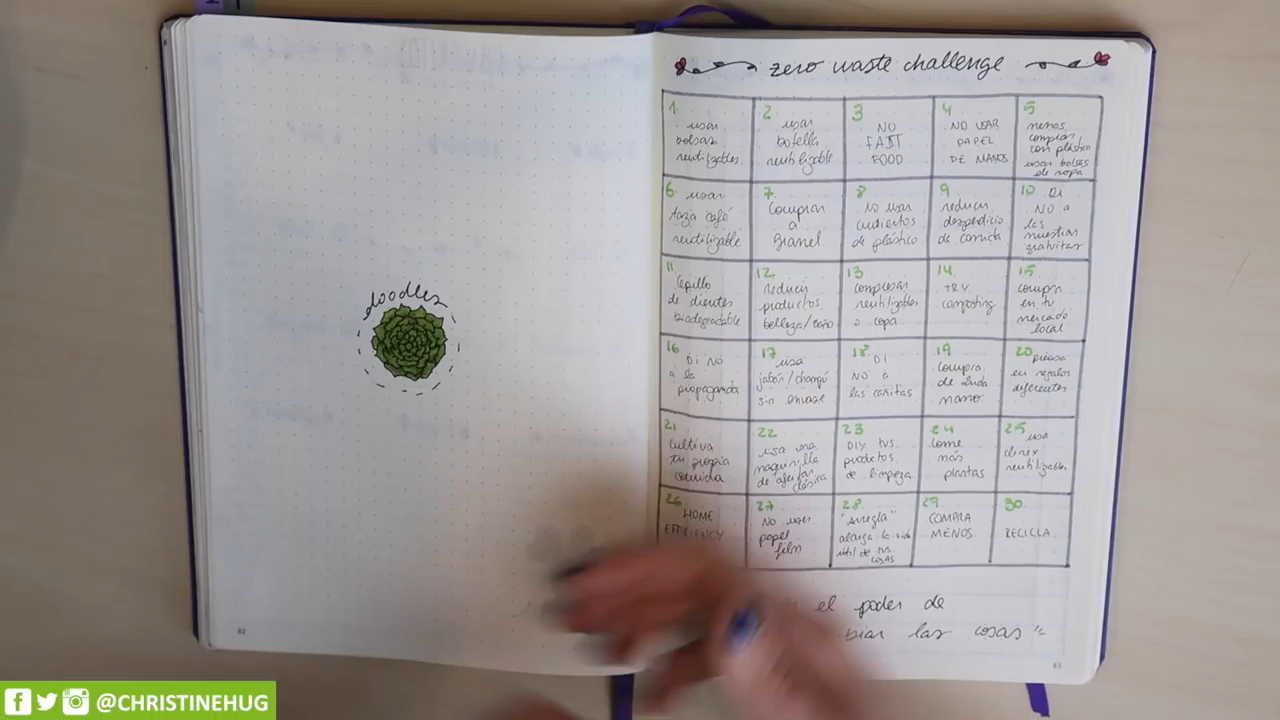 doodles
82
zero waste challenge
1
usar
bolsas
reutilizables
2
usar
botella
reutilizable
3
NO
FAST
FOOD
4
NO USAR
PAPEL
DE MANOS
5
menos
compras
con plástico
usar bolsas
de ropa
6 usar
taza café
reutilizable
7
Comprar
a
granel
8
NO usar
cubiertos
de plástico
9
reducir
desperdicio
de comida
10 DI
NO a
las
muestras
gratuitas
11
Cepillo
de dientes
biodegradable
12
reducir
productos
belleza/baño
13
compresas
reutilizables
o copa
14
TRY
composting
15
compra
en tu
mercado
local
16
DI NO
a la
propaganda
17
usa
jabón/champú
sin envase
18 DI
NO a
las cañitas
19
compra
de 2nda
mano
20 piensa
en regalos
diferentes
21
cultiva
tu propia
comida
22
usa una
maquinilla
de afeitar
clásica
23
DIY tus
productos
de limpieza
24
Come
más
plantas
25
usa
clinex
reutilizables
26
HOME
EFFICIENCY
27
NO uses
papel
film
28
"Arregla"
alarga la vida
útil de tus
COSAS
29
COMPRA
MENOS
30
RECICLA
el poder de
biar las cosas"
83
@CHRISTINEHUG